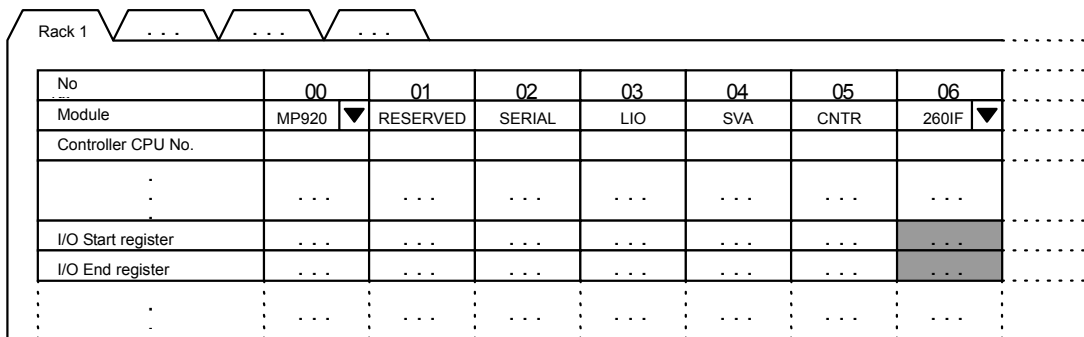 Rack 1 . . . . . . . . .
No 00 01 02 03 04 05 06
Module MP920 RESERVED SERIAL LIO SVA CNTR 260IF
Controller CPU No.
. . . . . . . . . . . . . . . . . . . . .
I/O Start register . . . . . . . . . . . . . . . . . . . . .
I/O End register . . . . . . . . . . . . . . . . . . . . .
. . . . . . . . . . . . . . . . . . . . .